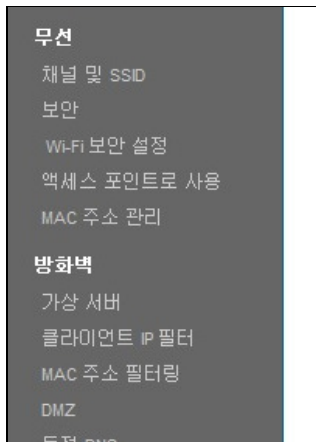 무선
채널 및 SSID
보안
Wi-Fi 보안 설정
액세스 포인트로 사용
MAC 주소 관리
방화벽
가상 서버
클라이언트 IP 필터
MAC 주소 필터링
DMZ